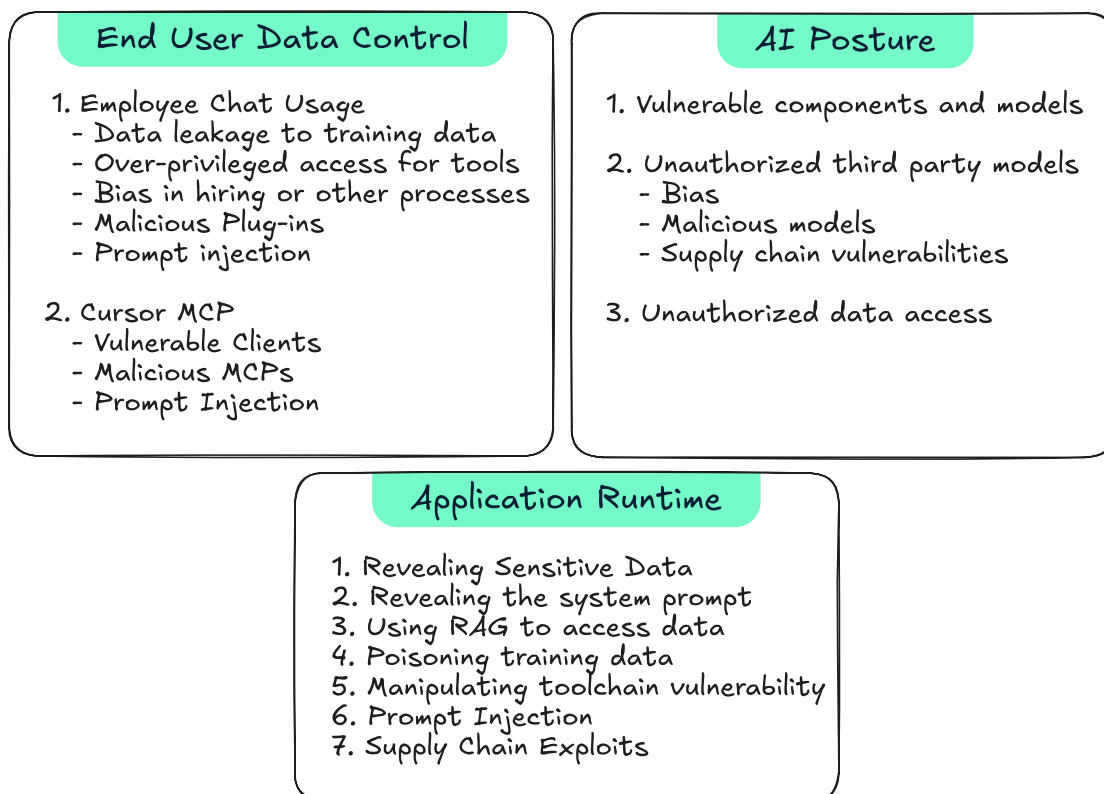 End User Data Control
1. Employee Chat Usage
- Data leakage to training data
- Over-privileged access for tools
- Bias in hiring or other processes
- Malicious Plug-ins
- Prompt injection
2. Cursor MCP
- Vulnerable Clients
- Malicious MCPs
- Prompt Injection
AI Posture
1. Vulnerable components and models
2. Unauthorized third party models
- Bias
- Malicious models
- Supply chain vulnerabilities
3. Unauthorized data access
Application Runtime
1. Revealing Sensitive Data
2. Revealing the system prompt
3. Using RAG to access data
4. Poisoning training data
5. Manipulating toolchain vulnerability
6. Prompt Injection
7. Supply Chain Exploits